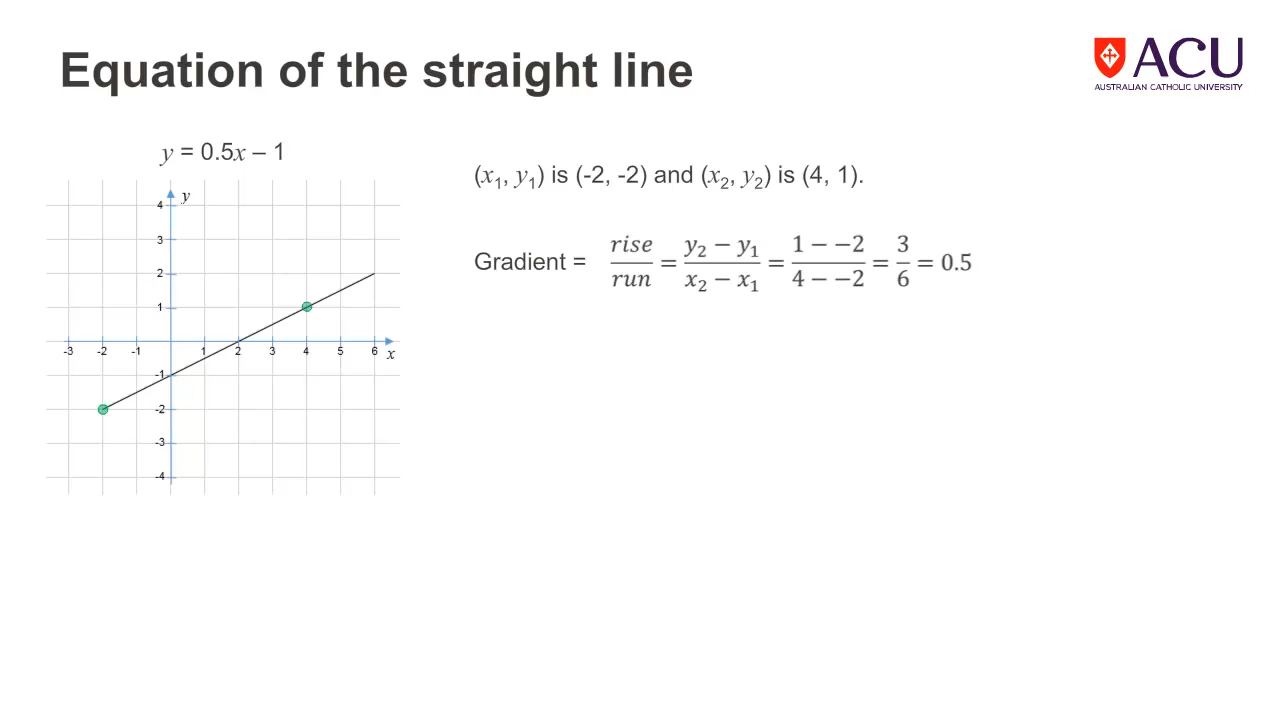 Equation of the straight line
ACU
AUSTRALIAN CATHOLIC UNIVERSITY
y = 0.5x – 1
(x₁, y₁) is (-2, -2) and (x₂, y₂) is (4, 1).
Gradient = rise/run = y₂ − y₁/x₂ − x₁ = 1 − −2/4 − −2 = 3/6 = 0.5
y
4
3
2
1
-3 -2 -1 1 2 3 4 5 6 x
-1
-2
-3
-4